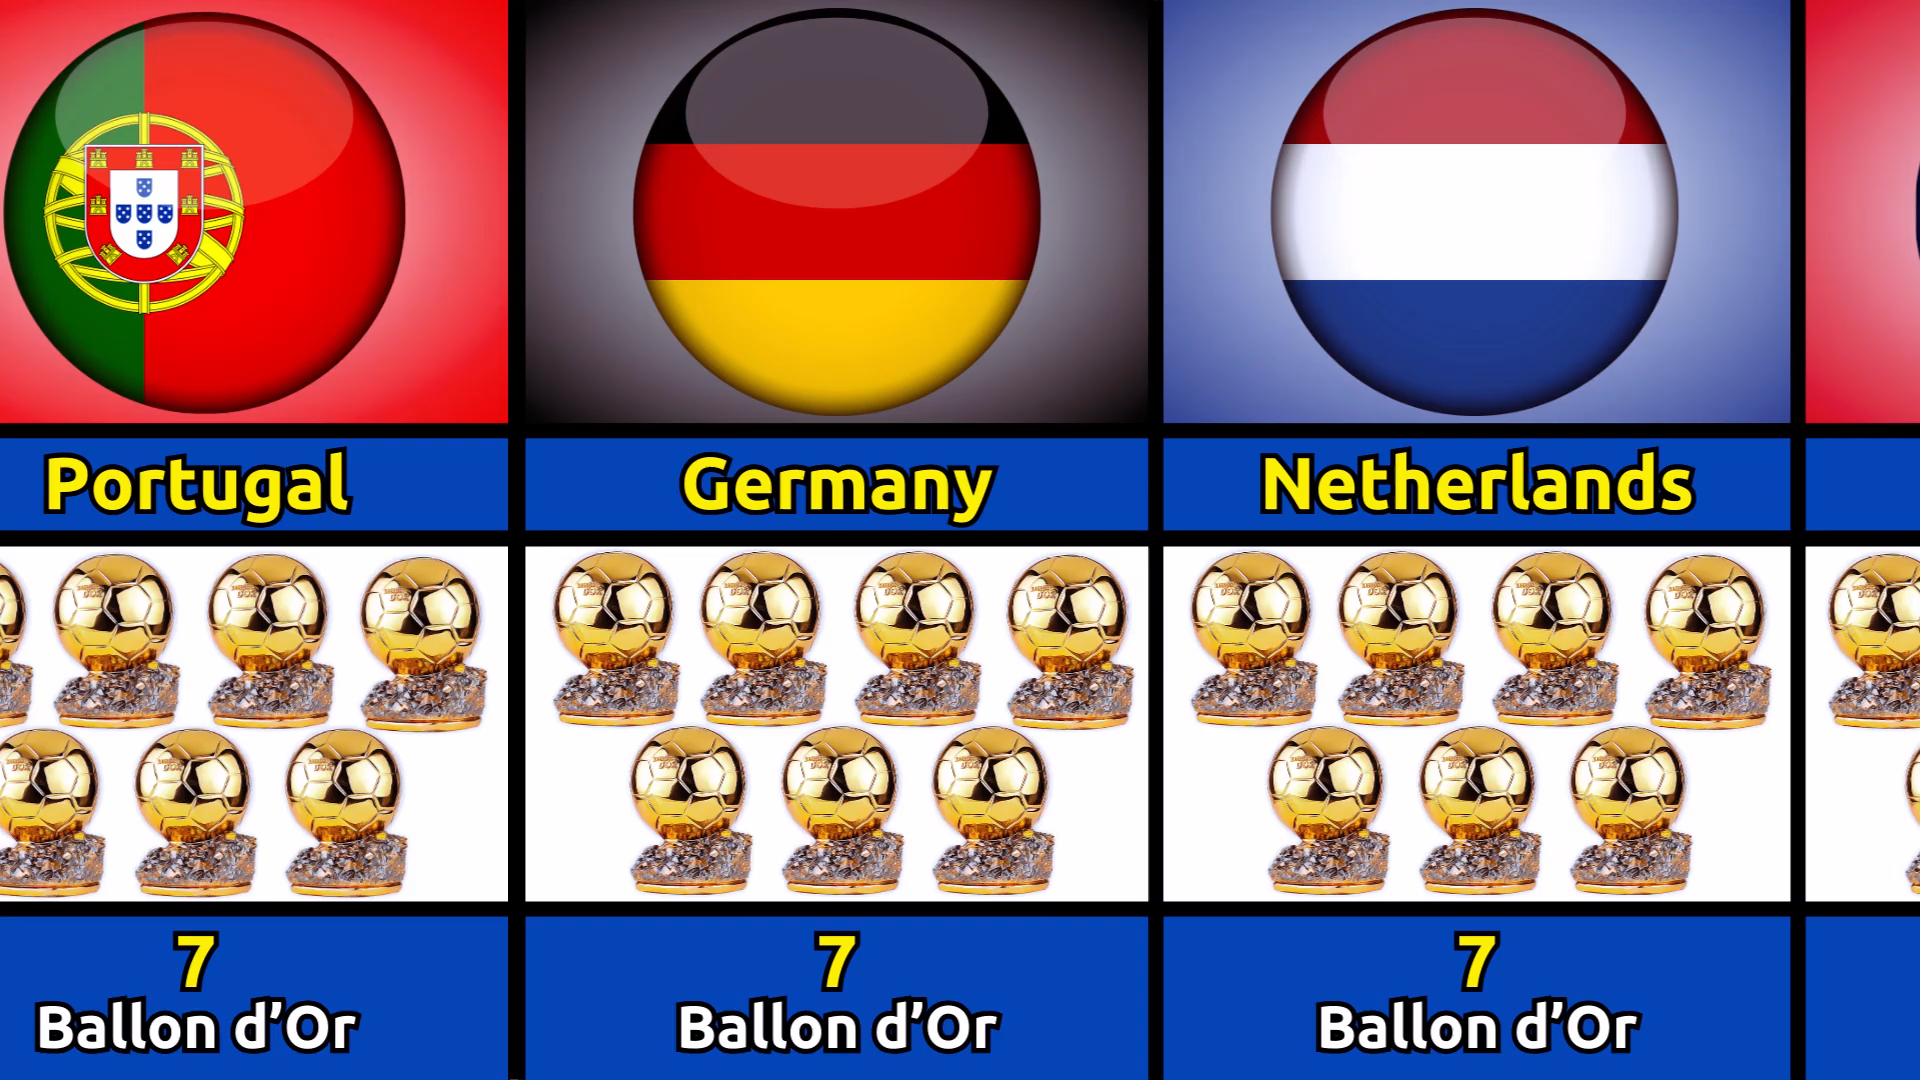 Portugal
Germany
Netherlands
7
Ballon d’Or
7
Ballon d’Or
7
Ballon d’Or